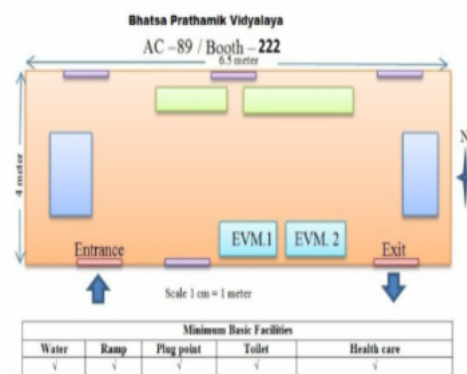 Bhatsa Prathamik Vidyalaya
AC -89 / Booth - 222
6.5 meter
4 meter
N
EVM.1 EVM. 2
Entrance Exit
Scale 1 cm = 1 meter
Minimum Basic Facilities
Water Ramp Plug point Toilet Health care
√ √ √ √ √